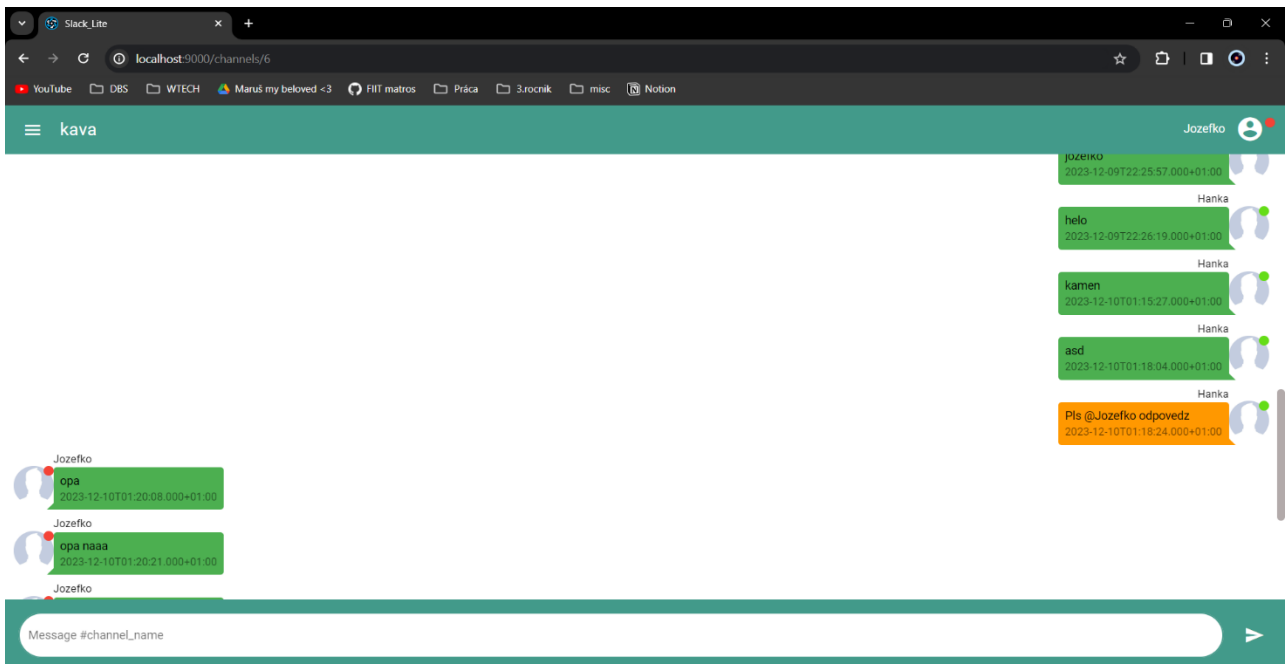 Slack_Lite
localhost:9000/channels/6
YouTube DBS WTECH Maruš my beloved <3 FIIT matros Práca 3.rocnik misc Notion
kava
Jozefko
jozefko
2023-12-09T22:25:57.000+01:00
Hanka
helo
2023-12-09T22:26:19.000+01:00
Hanka
kamen
2023-12-10T01:15:27.000+01:00
Hanka
asd
2023-12-10T01:18:04.000+01:00
Hanka
Pls @Jozefko odpovedz
2023-12-10T01:18:24.000+01:00
Jozefko
opa
2023-12-10T01:20:08.000+01:00
Jozefko
opa naaa
2023-12-10T01:20:21.000+01:00
Jozefko
Message #channel_name